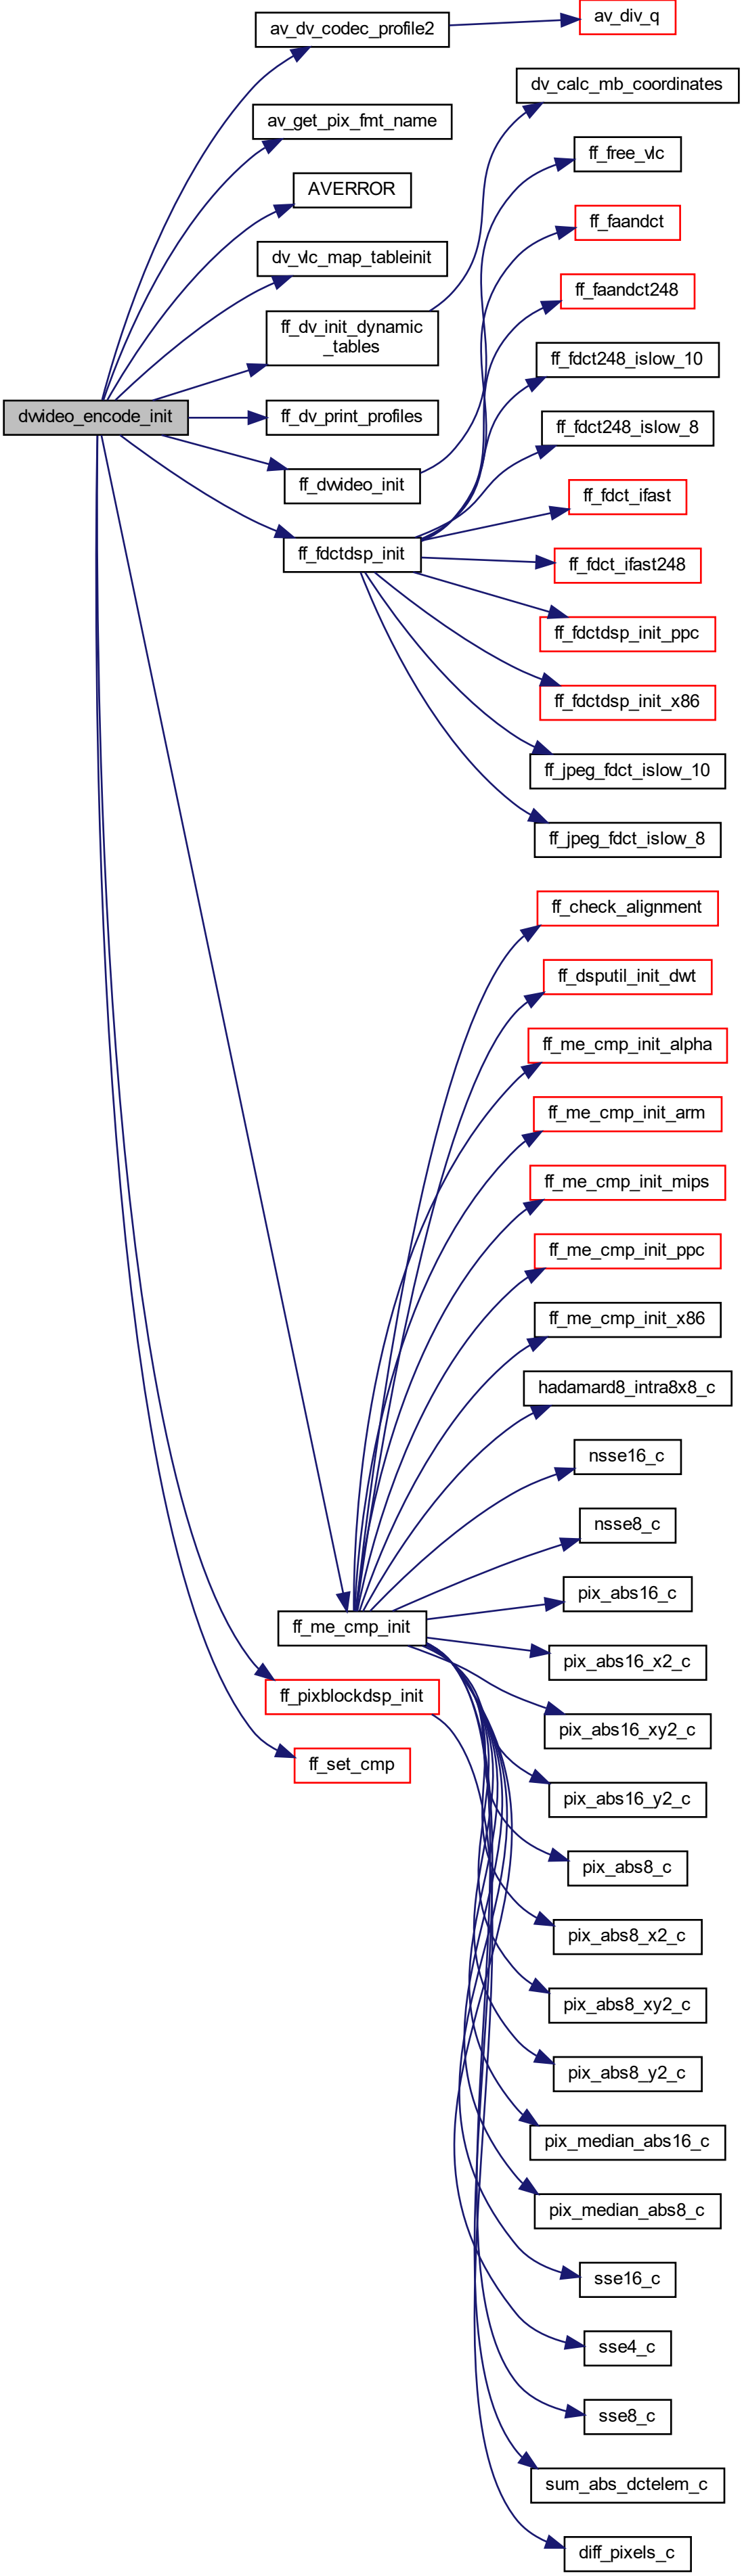 av_div_q
av_dv_codec_profile2
dv_calc_mb_coordinates
av_get_pix_fmt_name
ff_free_vlc
AVERROR
ff_faandct
dv_vlc_map_tableinit
ff_faandct248
ff_dv_init_dynamic
_tables
ff_fdct248_islow_10
dvvideo_encode_init
ff_dv_print_profiles
ff_fdct248_islow_8
ff_dvvideo_init
ff_fdct_ifast
ff_fdctdsp_init
ff_fdct_ifast248
ff_fdctdsp_init_ppc
ff_fdctdsp_init_x86
ff_jpeg_fdct_islow_10
ff_jpeg_fdct_islow_8
ff_check_alignment
ff_dsputil_init_dwt
ff_me_cmp_init_alpha
ff_me_cmp_init_arm
ff_me_cmp_init_mips
ff_me_cmp_init_ppc
ff_me_cmp_init_x86
hadamard8_intra8x8_c
nsse16_c
nsse8_c
pix_abs16_c
ff_me_cmp_init
pix_abs16_x2_c
ff_pixblockdsp_init
pix_abs16_xy2_c
ff_set_cmp
pix_abs16_y2_c
pix_abs8_c
pix_abs8_x2_c
pix_abs8_xy2_c
pix_abs8_y2_c
pix_median_abs16_c
pix_median_abs8_c
sse16_c
sse4_c
sse8_c
sum_abs_dctelem_c
diff_pixels_c